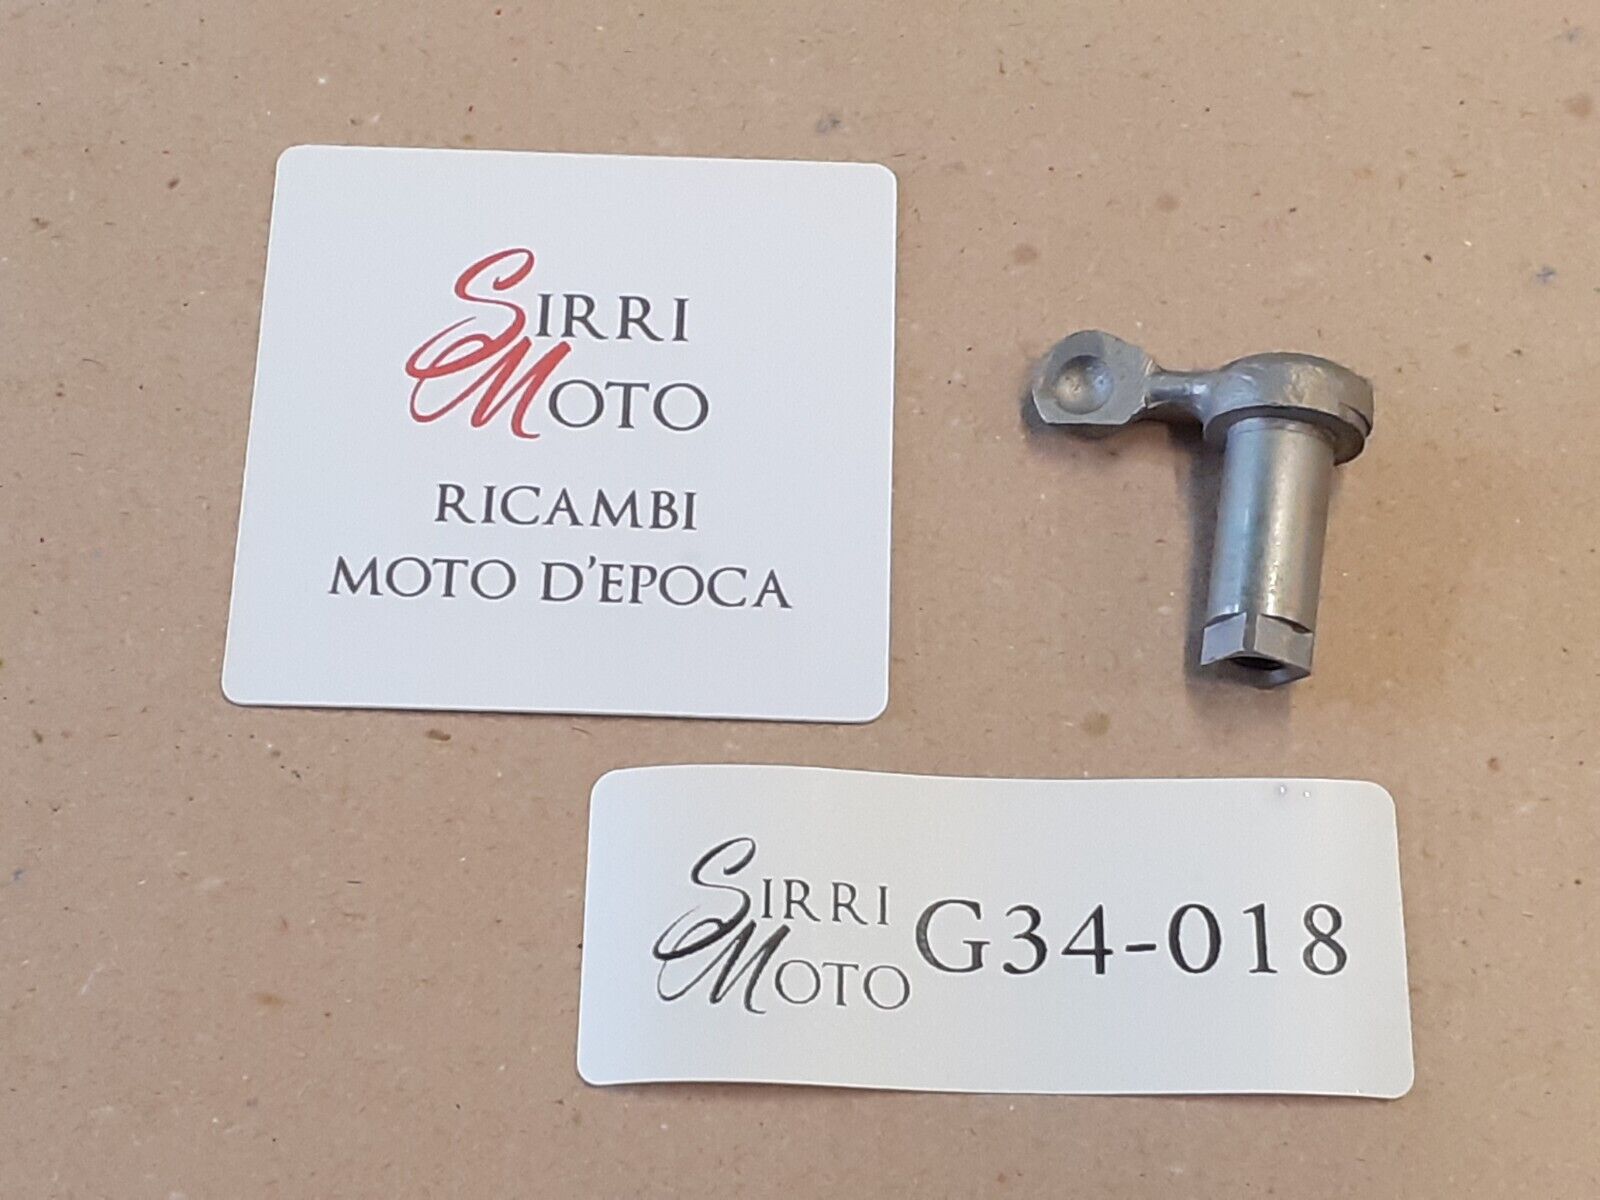 SIRRI
MOTO
RICAMBI
MOTO D'EPOCA
SIRRI
MOTO
G34-018